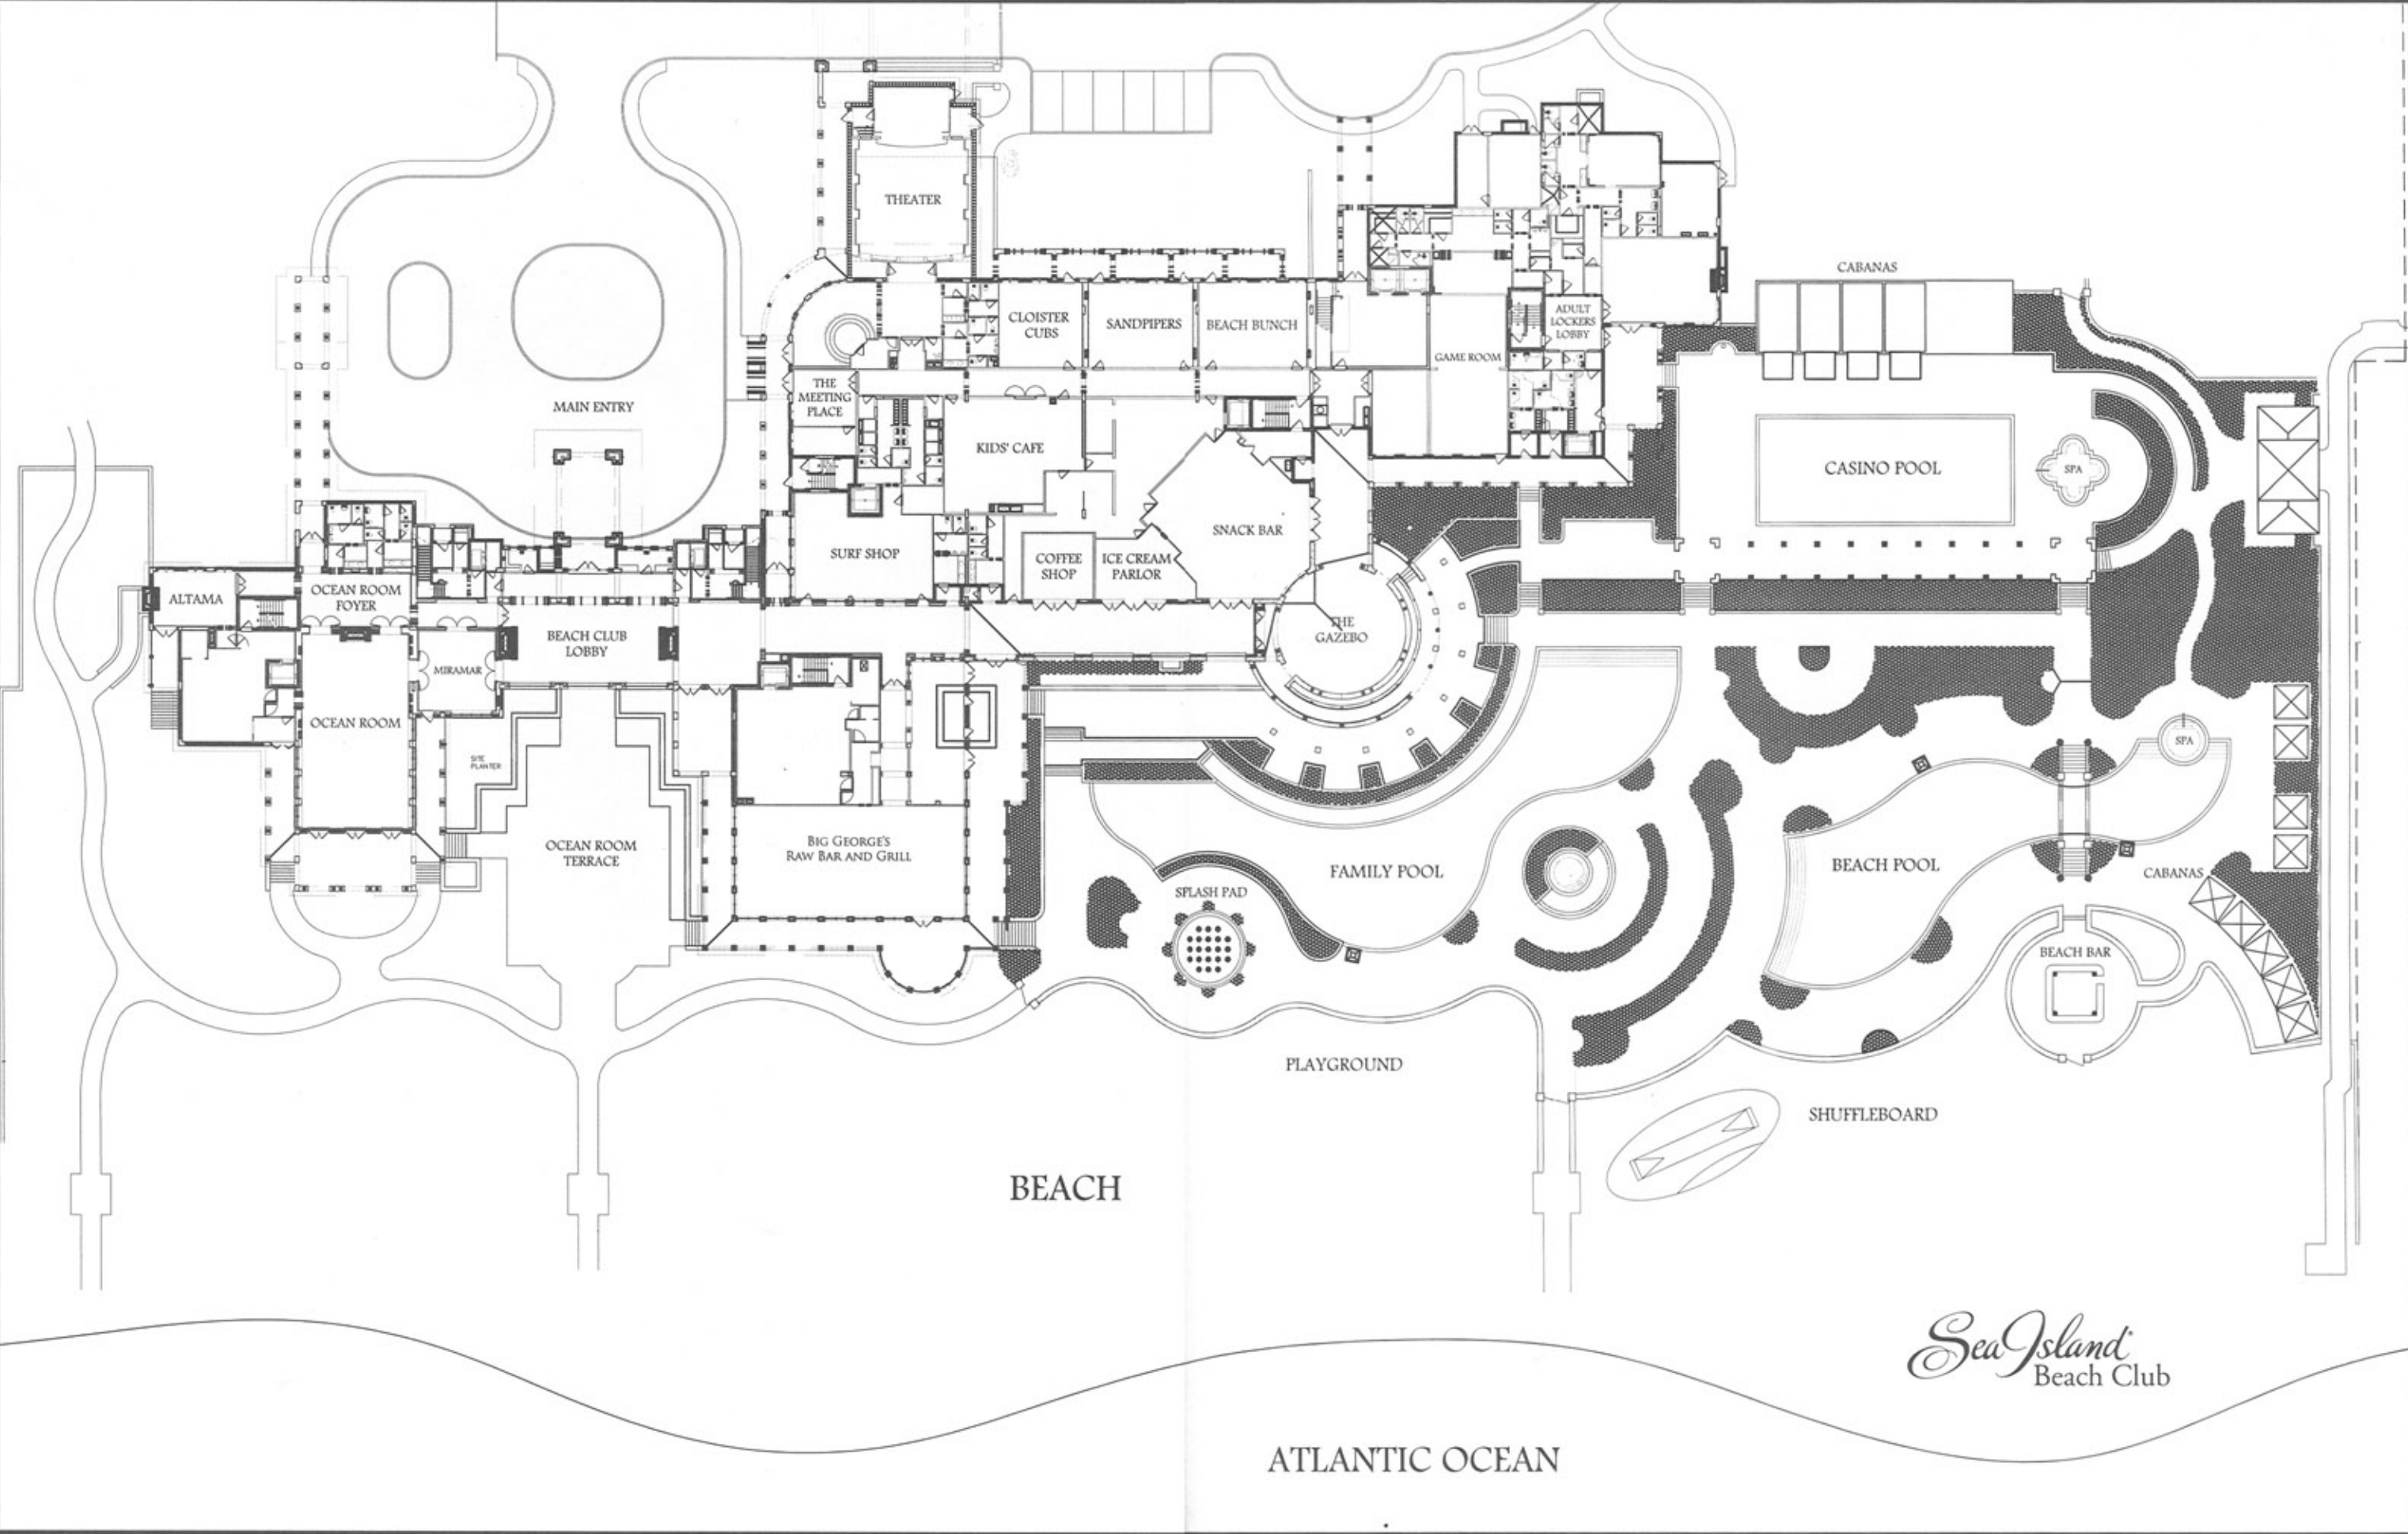 THEATER
CABANAS
CLOISTER
CUBS
SANDPIPERS
BEACH BUNCH
ADULT
LOCKERS
LOBBY
GAME ROOM
THE
MEETING
PLACE
MAIN ENTRY
KIDS' CAFE
CASINO POOL
SPA
SNACK BAR
SURF SHOP
COFFEE
SHOP
ICE CREAM
PARLOR
ALTAMA
OCEAN ROOM
FOYER
BEACH CLUB
LOBBY
THE
GAZEBO
MIRAMAR
OCEAN ROOM
SITE
PLANTER
SPA
OCEAN ROOM
TERRACE
BIG GEORGE'S
RAW BAR AND GRILL
FAMILY POOL
BEACH POOL
CABANAS
SPLASH PAD
BEACH BAR
PLAYGROUND
SHUFFLEBOARD
BEACH
Sea Island®
Beach Club
ATLANTIC OCEAN